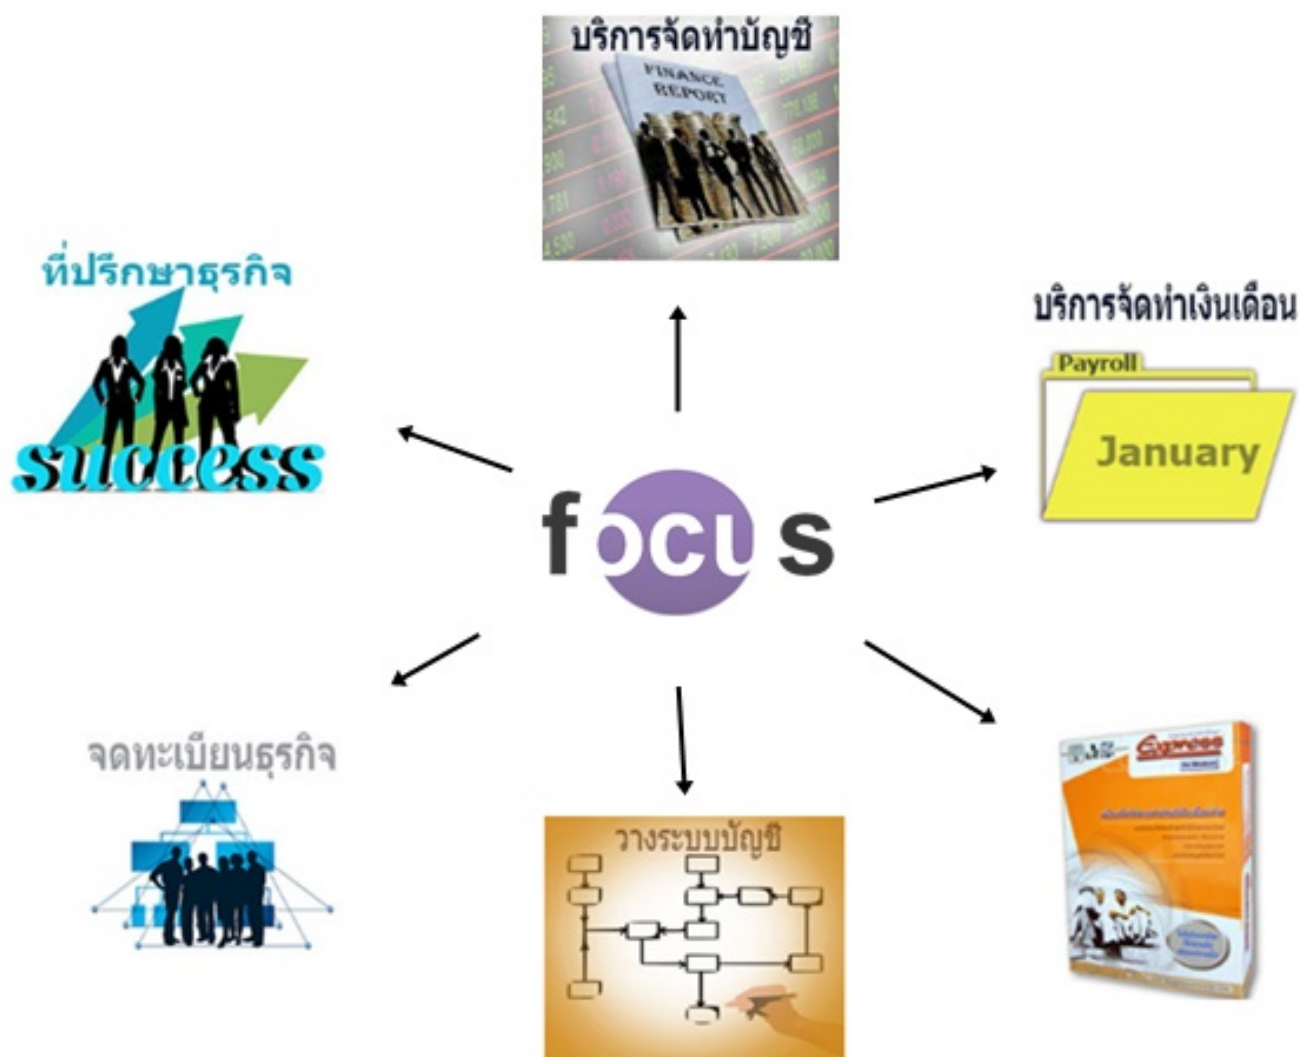 บริการจัดทำบัญชี
FINANCE
REPORT
ที่ปรึกษาธุรกิจ
success
บริการจัดทำเงินเดือน
Payroll
January
focus
จดทะเบียนธุรกิจ
วางระบบบัญชี
Express